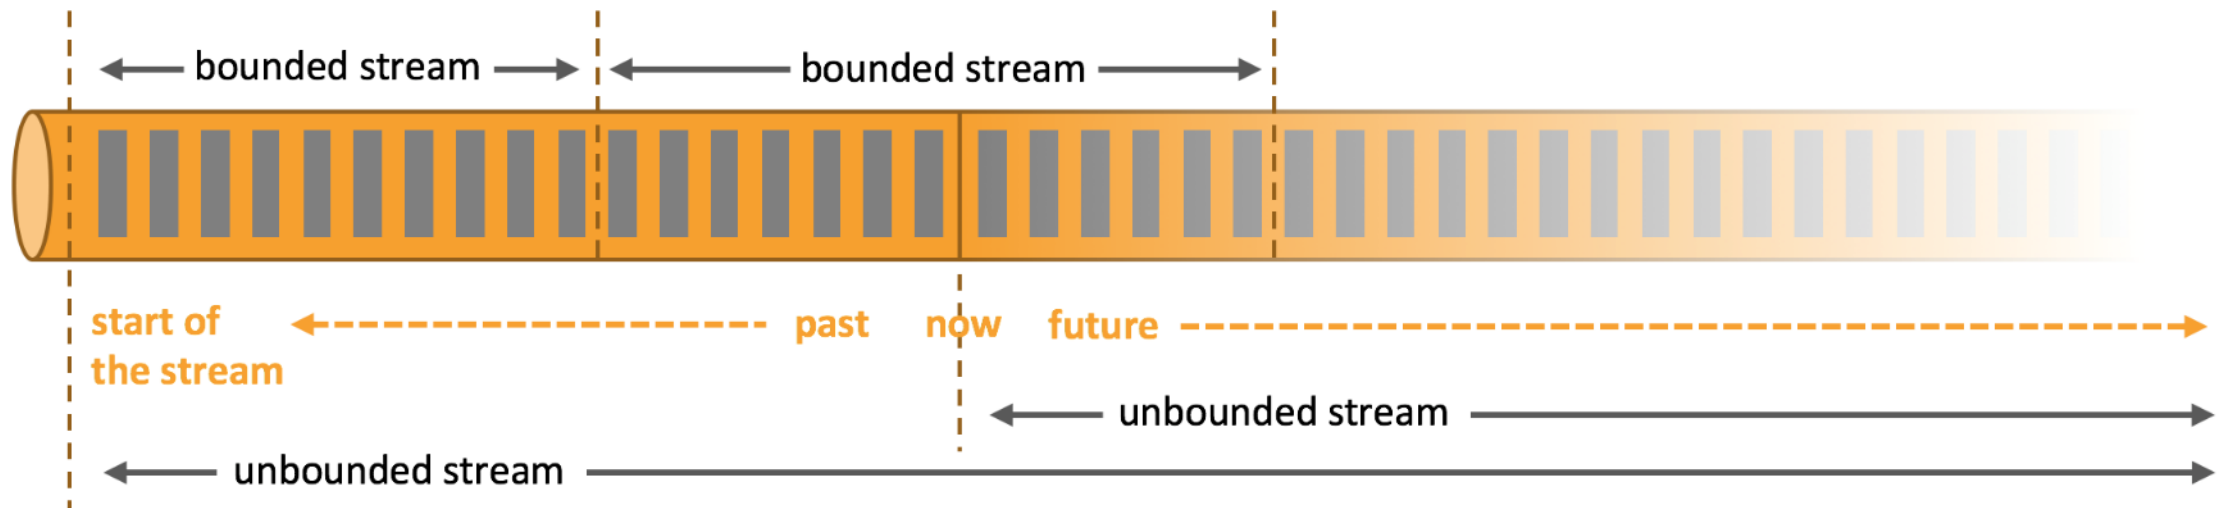 bounded stream
bounded stream
start of
the stream
past
now
future
unbounded stream
unbounded stream